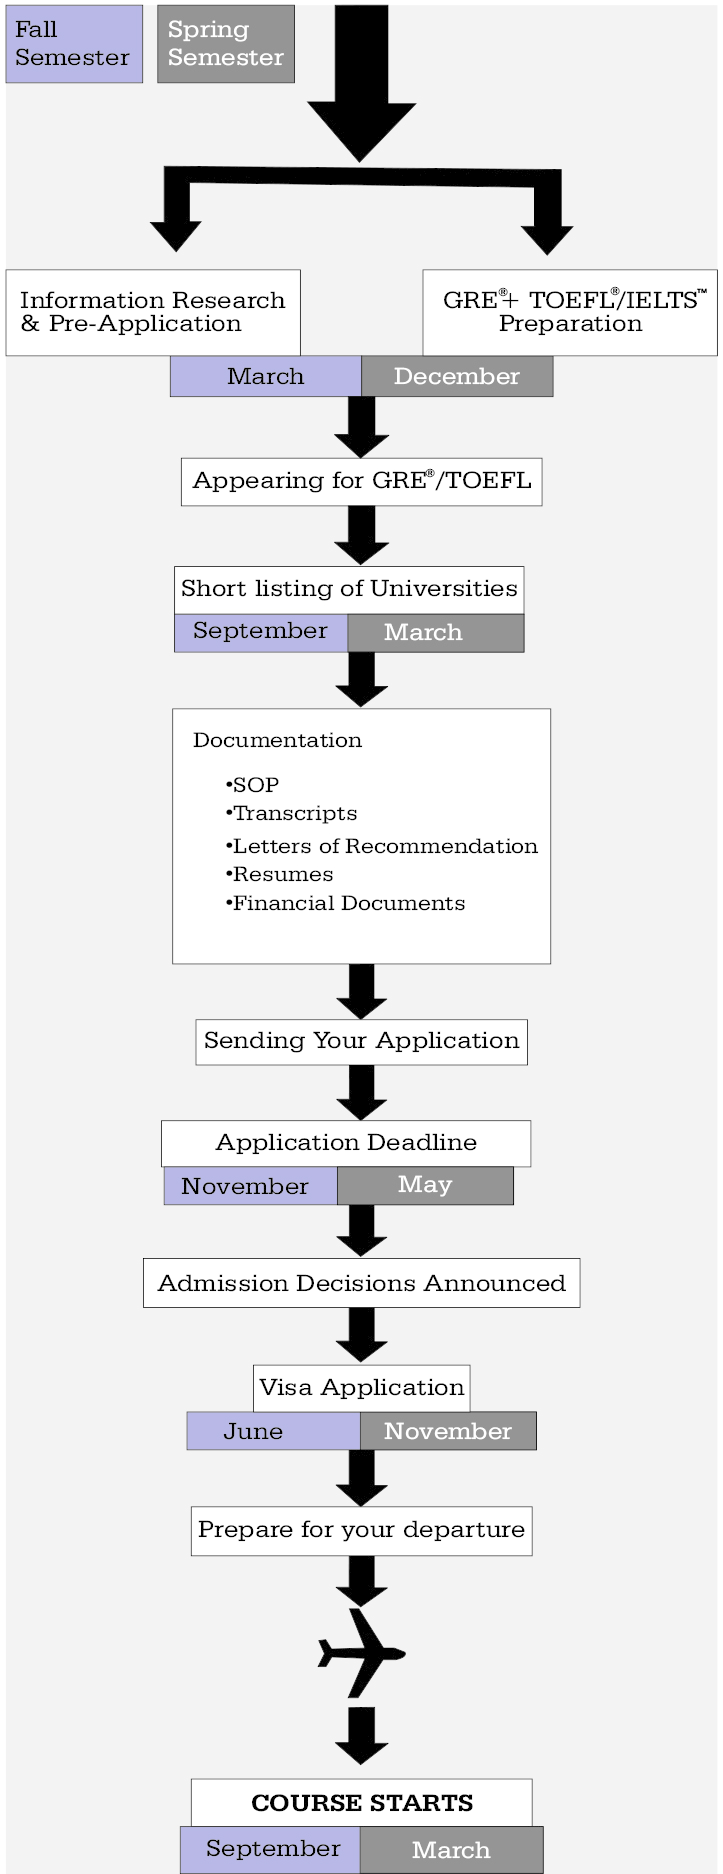 Fall
Semester
Spring
Semester
Information Research
& Pre-Application
GRE®+ TOEFL®/IELTS™
Preparation
March
December
Appearing for GRE®/TOEFL
Short listing of Universities
September
March
Documentation
•SOP
•Transcripts
•Letters of Recommendation
•Resumes
•Financial Documents
Sending Your Application
Application Deadline
November
May
Admission Decisions Announced
Visa Application
June
November
Prepare for your departure
COURSE STARTS
September
March